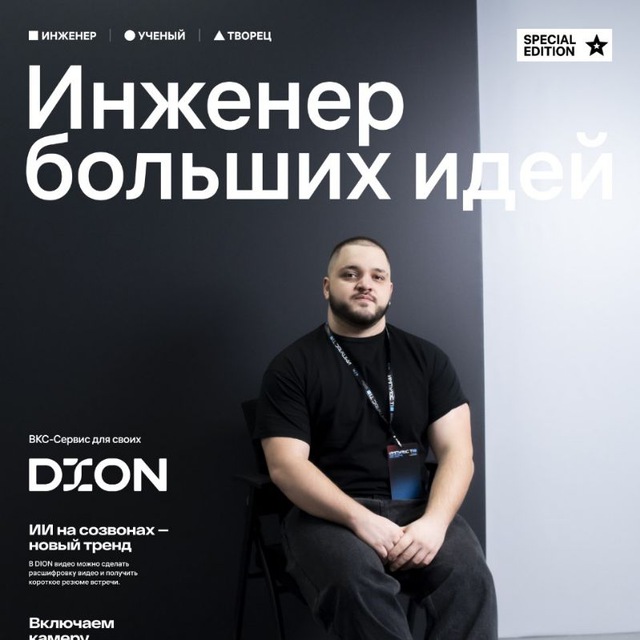 ИНЖЕНЕР | УЧЕНЫЙ | ТВОРЕЦ
SPECIAL
EDITION
Инженер
больших идей
ВКС-Сервис для своих
DION
ИИ на созвонах —
новый тренд
В DION видео можно сделать
расшифровку видео и получить
короткое резюме встречи.
Включаем
камеру